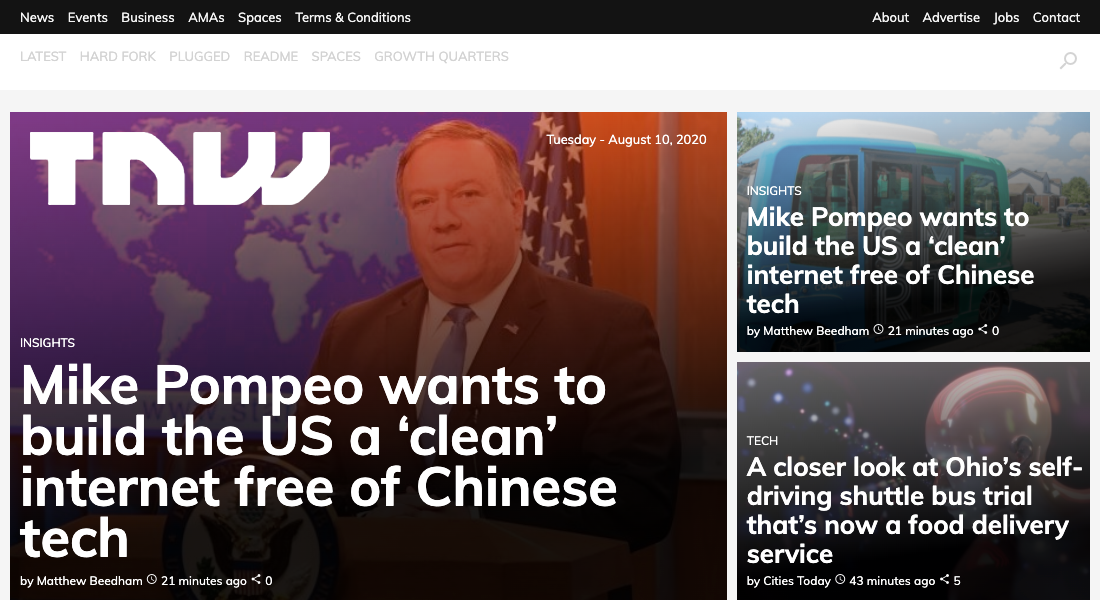 News Events Business AMAs Spaces Terms & Conditions
About Advertise Jobs Contact
LATEST HARD FORK PLUGGED README SPACES GROWTH QUARTERS
TNW
Tuesday - August 10, 2020
INSIGHTS
Mike Pompeo wants to
build the US a ‘clean’
internet free of Chinese
tech
by Matthew Beedham 21 minutes ago 0
INSIGHTS
Mike Pompeo wants to
build the US a ‘clean’
internet free of Chinese
tech
by Matthew Beedham 21 minutes ago 0
TECH
A closer look at Ohio’s self-
driving shuttle bus trial
that’s now a food delivery
service
by Cities Today 43 minutes ago 5